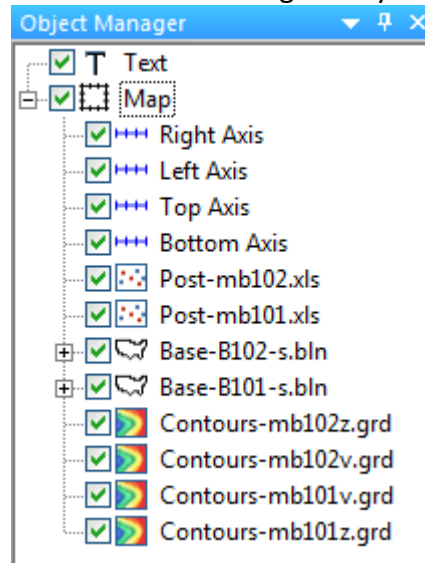 Object Manager
Text
Map
Right Axis
Left Axis
Top Axis
Bottom Axis
Post-mb102.xls
Post-mb101.xls
Base-B102-s.bln
Base-B101-s.bln
Contours-mb102z.grd
Contours-mb102v.grd
Contours-mb101v.grd
Contours-mb101z.grd